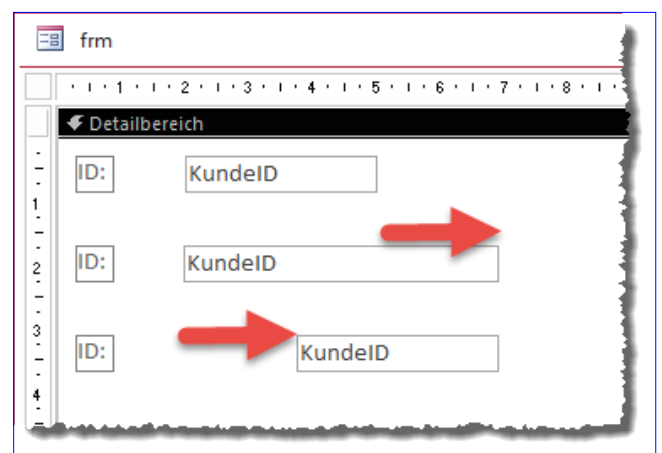 frm
1 2 3 4 5 6 7 8
Detailbereich
ID: KundeID
1
ID: KundeID
2
3
ID: KundeID
4